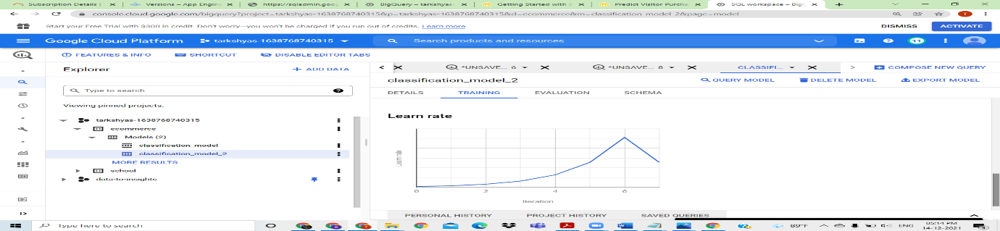 Subscription Details
Versions – App Engin
https://sqladmin.goog
BigQuery – tarkshyas-
Getting Started with
Predict Visitor Purcha
SQL workspace – Big
console.cloud.google.com/bigquery?project=tarkshyas-1638768740315&p=tarkshyas-1638768740315&d=ecommerce&m=classification_model_2&page=model
Start your Free Trial with $300 in credit. Don't worry—you won't be charged if you run out of credits. Learn more
DISMISS
ACTIVATE
Google Cloud Platform
tarkshyas-1638768740315
Search products and resources
11
FEATURES & INFO
SHORTCUT
DISABLE EDITOR TABS
Explorer
+ ADD DATA
Type to search
Viewing pinned projects.
tarkshyas-1638768740315
ecommerce
Models (2)
classification_model
classification_model_2
MORE RESULTS
school
data-to-insights
*UNSAVE...
*UNSAVE...
CLASSIFI...
COMPOSE NEW QUERY
classification_model_2
QUERY MODEL
DELETE MODEL
EXPORT MODEL
DETAILS
TRAINING
EVALUATION
SCHEMA
Learn rate
Learn rate
0 2 4 6
Iteration
PERSONAL HISTORY
PROJECT HISTORY
SAVED QUERIES
Type here to search
89°F
ENG
05:14 PM
14-12-2021